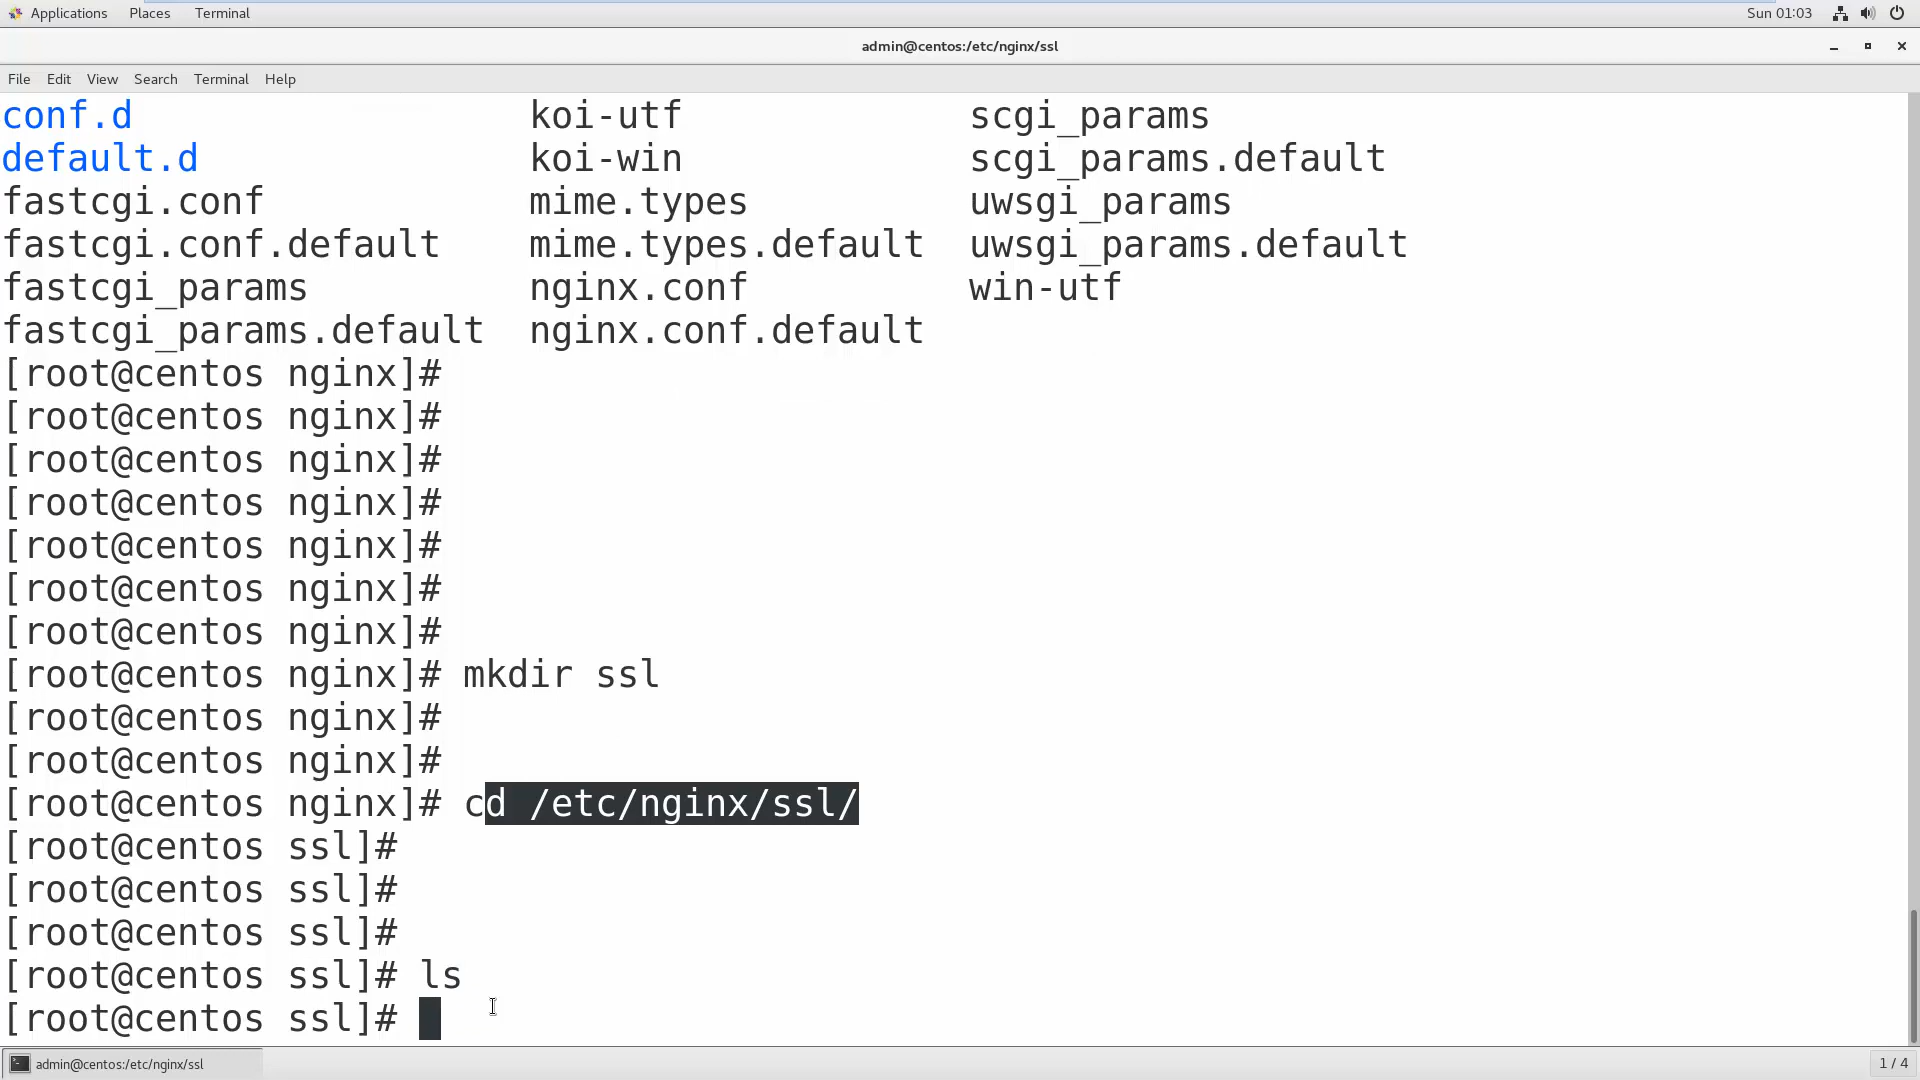 Applications Places Terminal Sun 01:03
admin@centos:/etc/nginx/ssl
File Edit View Search Terminal Help
conf.d koi-utf scgi_params
default.d koi-win scgi_params.default
fastcgi.conf mime.types uwsgi_params
fastcgi.conf.default mime.types.default uwsgi_params.default
fastcgi_params nginx.conf win-utf
fastcgi_params.default nginx.conf.default
[root@centos nginx]#
[root@centos nginx]#
[root@centos nginx]#
[root@centos nginx]#
[root@centos nginx]#
[root@centos nginx]#
[root@centos nginx]#
[root@centos nginx]# mkdir ssl
[root@centos nginx]#
[root@centos nginx]#
[root@centos nginx]# cd /etc/nginx/ssl/
[root@centos ssl]#
[root@centos ssl]#
[root@centos ssl]#
[root@centos ssl]# ls
[root@centos ssl]#
admin@centos:/etc/nginx/ssl 1 / 4